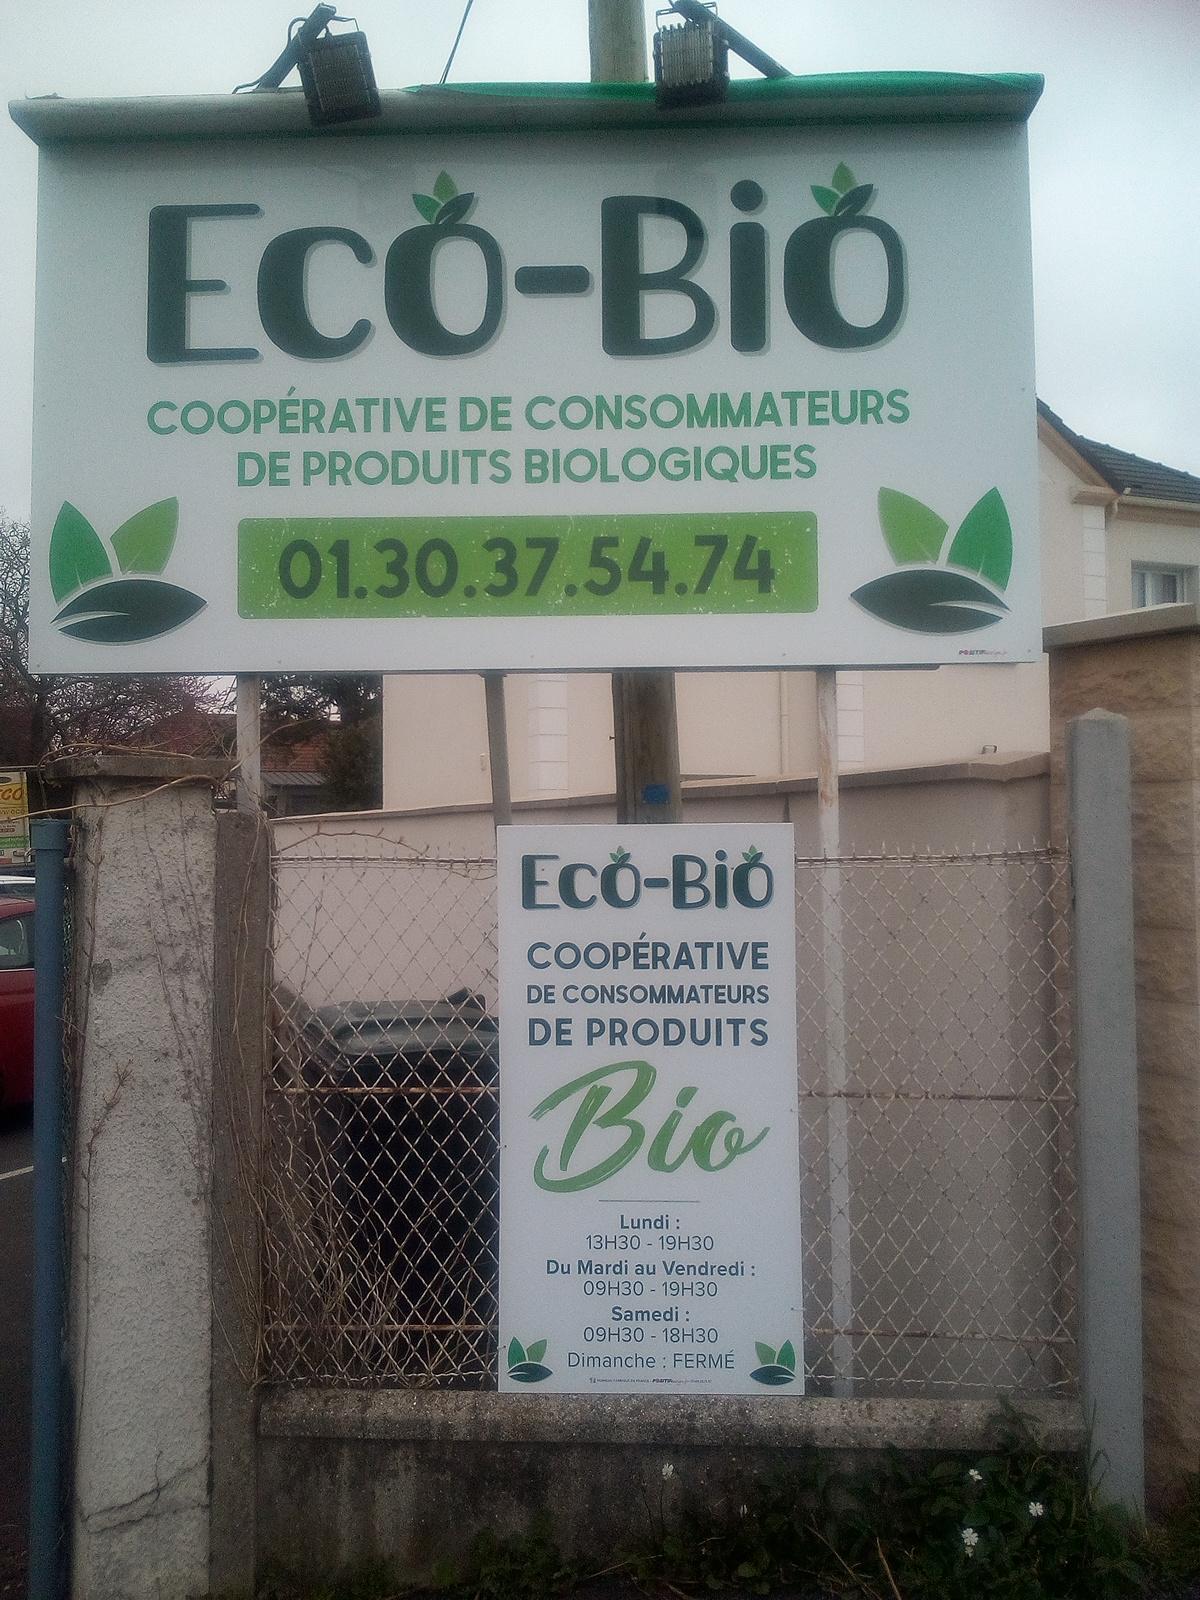 Eco-Bio
COOPÉRATIVE DE CONSOMMATEURS
DE PRODUITS BIOLOGIQUES
01.30.37.54.74
Eco-Bio
COOPÉRATIVE
DE CONSOMMATEURS
DE PRODUITS
Bio
Lundi :
13H30 - 19H30
Du Mardi au Vendredi :
09H30 - 19H30
Samedi :
09H30 - 18H30
Dimanche : FERMÉ